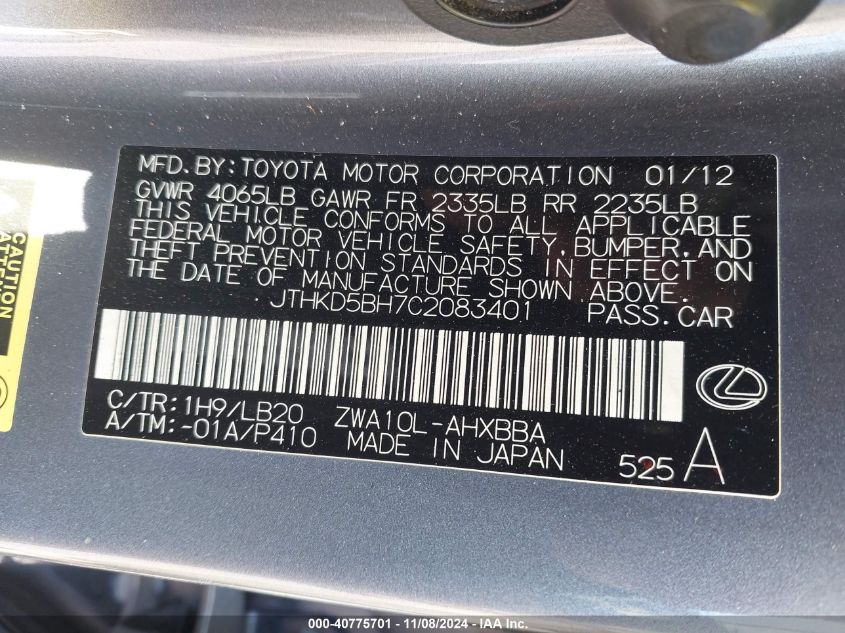 MFD.BY:TOYOTA MOTOR CORPORATION 01/12
GVWR 4065LB GAWR FR 2335LB RR 2235LB
THIS VEHICLE CONFORMS TO ALL APPLICABLE
FEDERAL MOTOR VEHICLE SAFETY, BUMPER, AND
THEFT PREVENTION STANDARDS IN EFFECT ON
THE DATE OF MANUFACTURE SHOWN ABOVE.
JTHKD5BH7C2083401 PASS.CAR
C/TR:1H9/LB20 ZWA10L-AHXBBA
A/TM:-01A/P410 MADE IN JAPAN
525 A
CAUTION
000-40775701 - 11/08/2024 - IAA Inc.